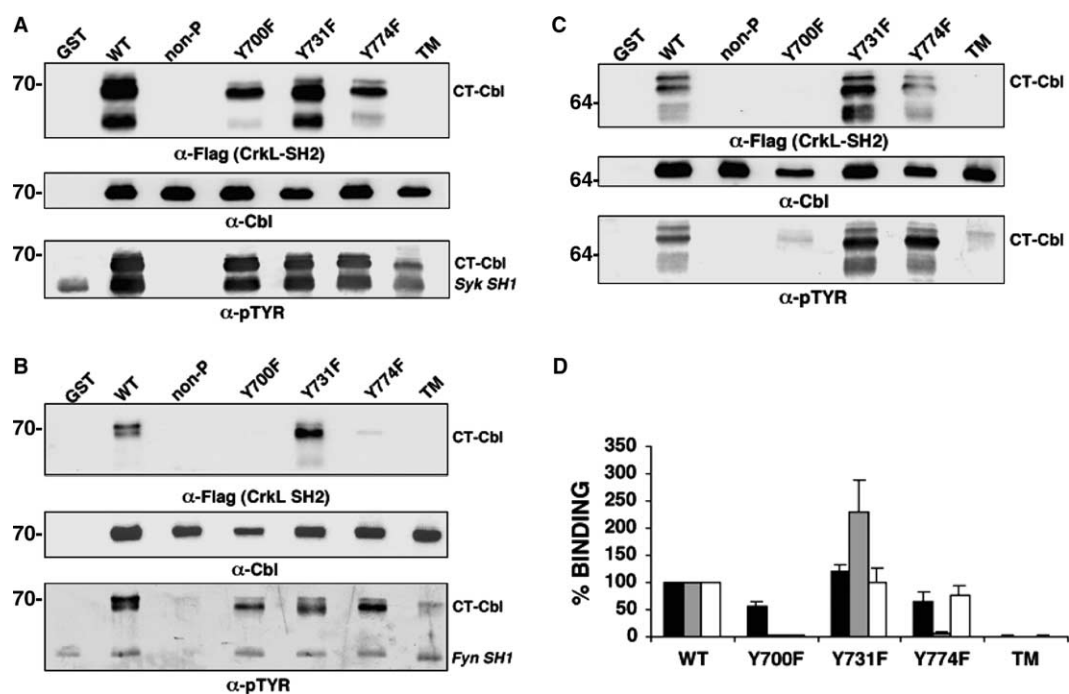 A
GST WT non-P Y700F Y731F Y774F TM
70-
CT-Cbl
α-Flag (CrkL-SH2)
70-
α-Cbl
70-
CT-Cbl
Syk SH1
α-pTYR
B
GST WT non-P Y700F Y731F Y774F TM
70-
CT-Cbl
α-Flag (CrkL SH2)
70-
α-Cbl
70-
CT-Cbl
Fyn SH1
α-pTYR
C
GST WT non-P Y700F Y731F Y774F TM
CT-Cbl
64-
α-Flag (CrkL-SH2)
64-
α-Cbl
CT-Cbl
64-
α-pTYR
D
% BINDING
350
300
250
200
150
100
50
0
WT Y700F Y731F Y774F TM